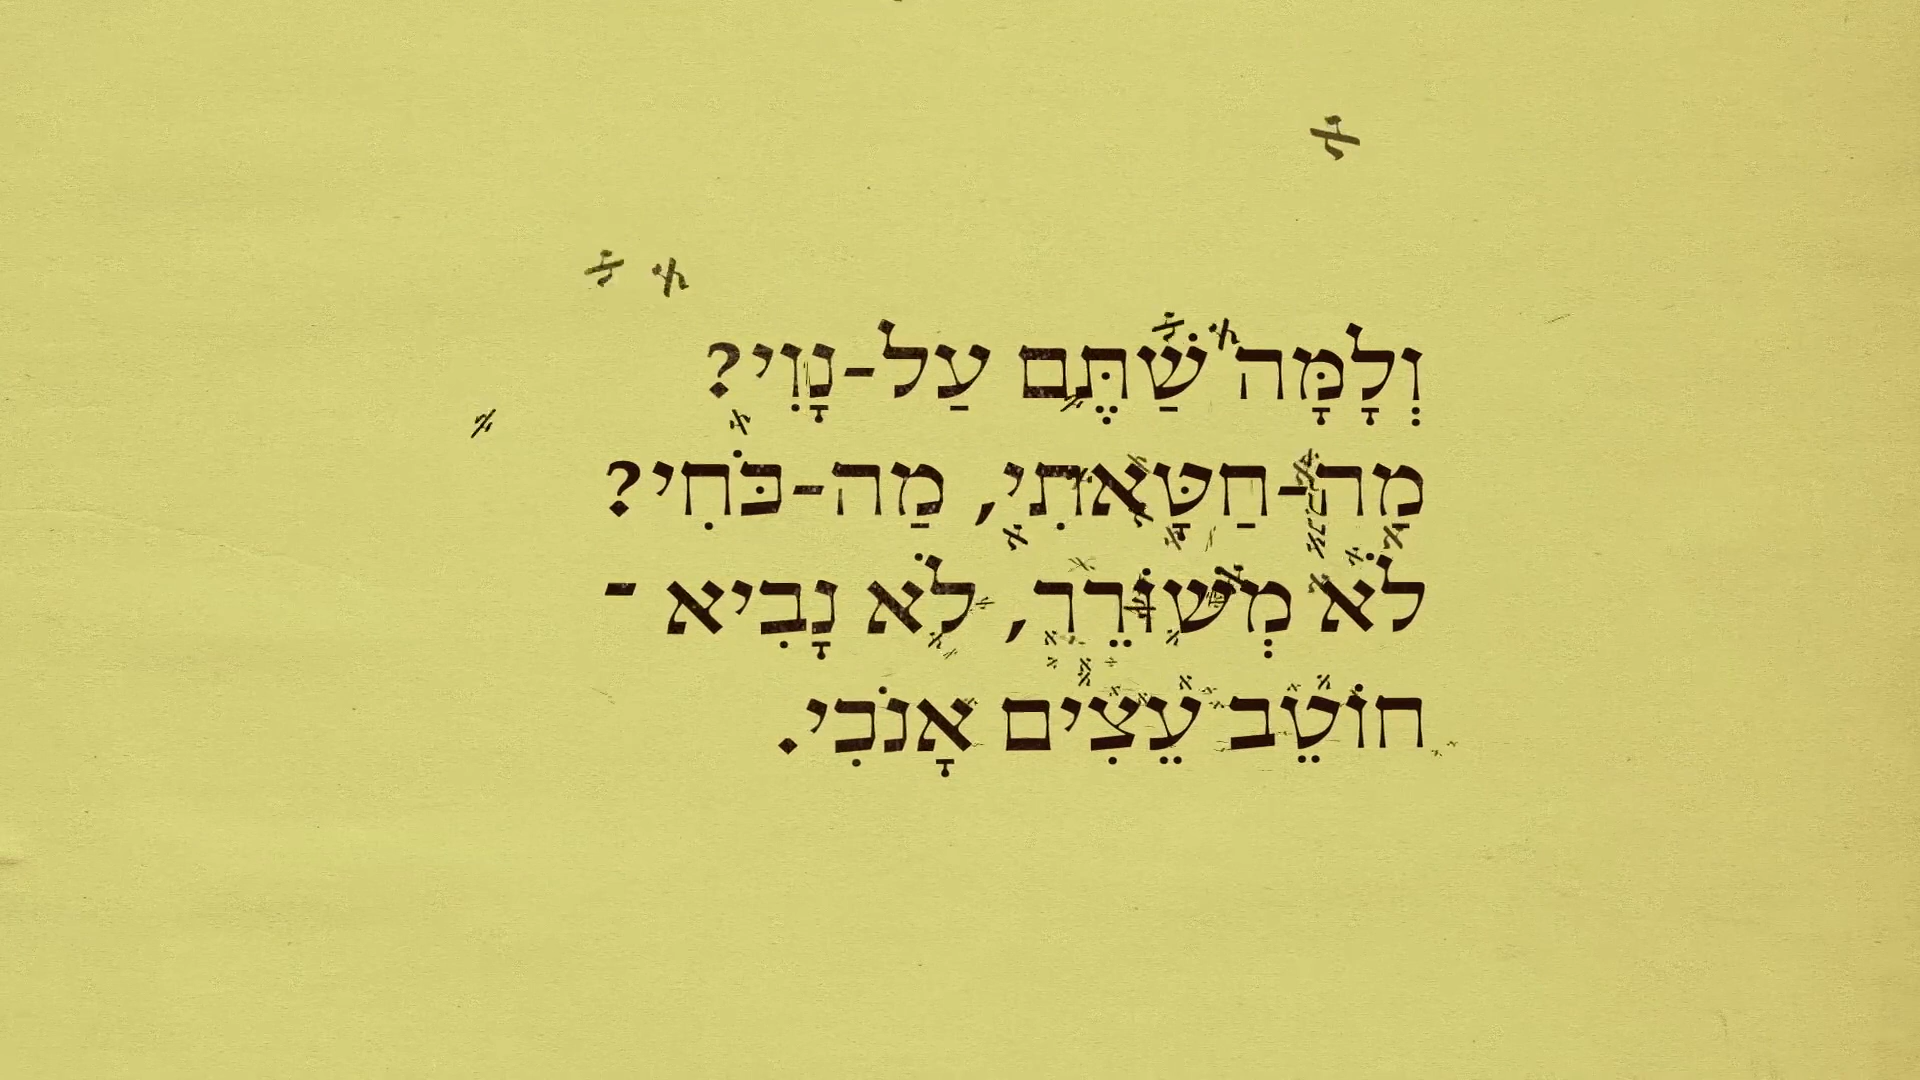 וְלָמָּה שַׁתֶּם עַל-נָוִי?
מַה-חַטָּאתִי, מַה-כֹּחִי?
לֹא מְשׁוֹרֵר, לֹא נָבִיא -
חוֹטֵב עֵצִים אָנֹכִי.